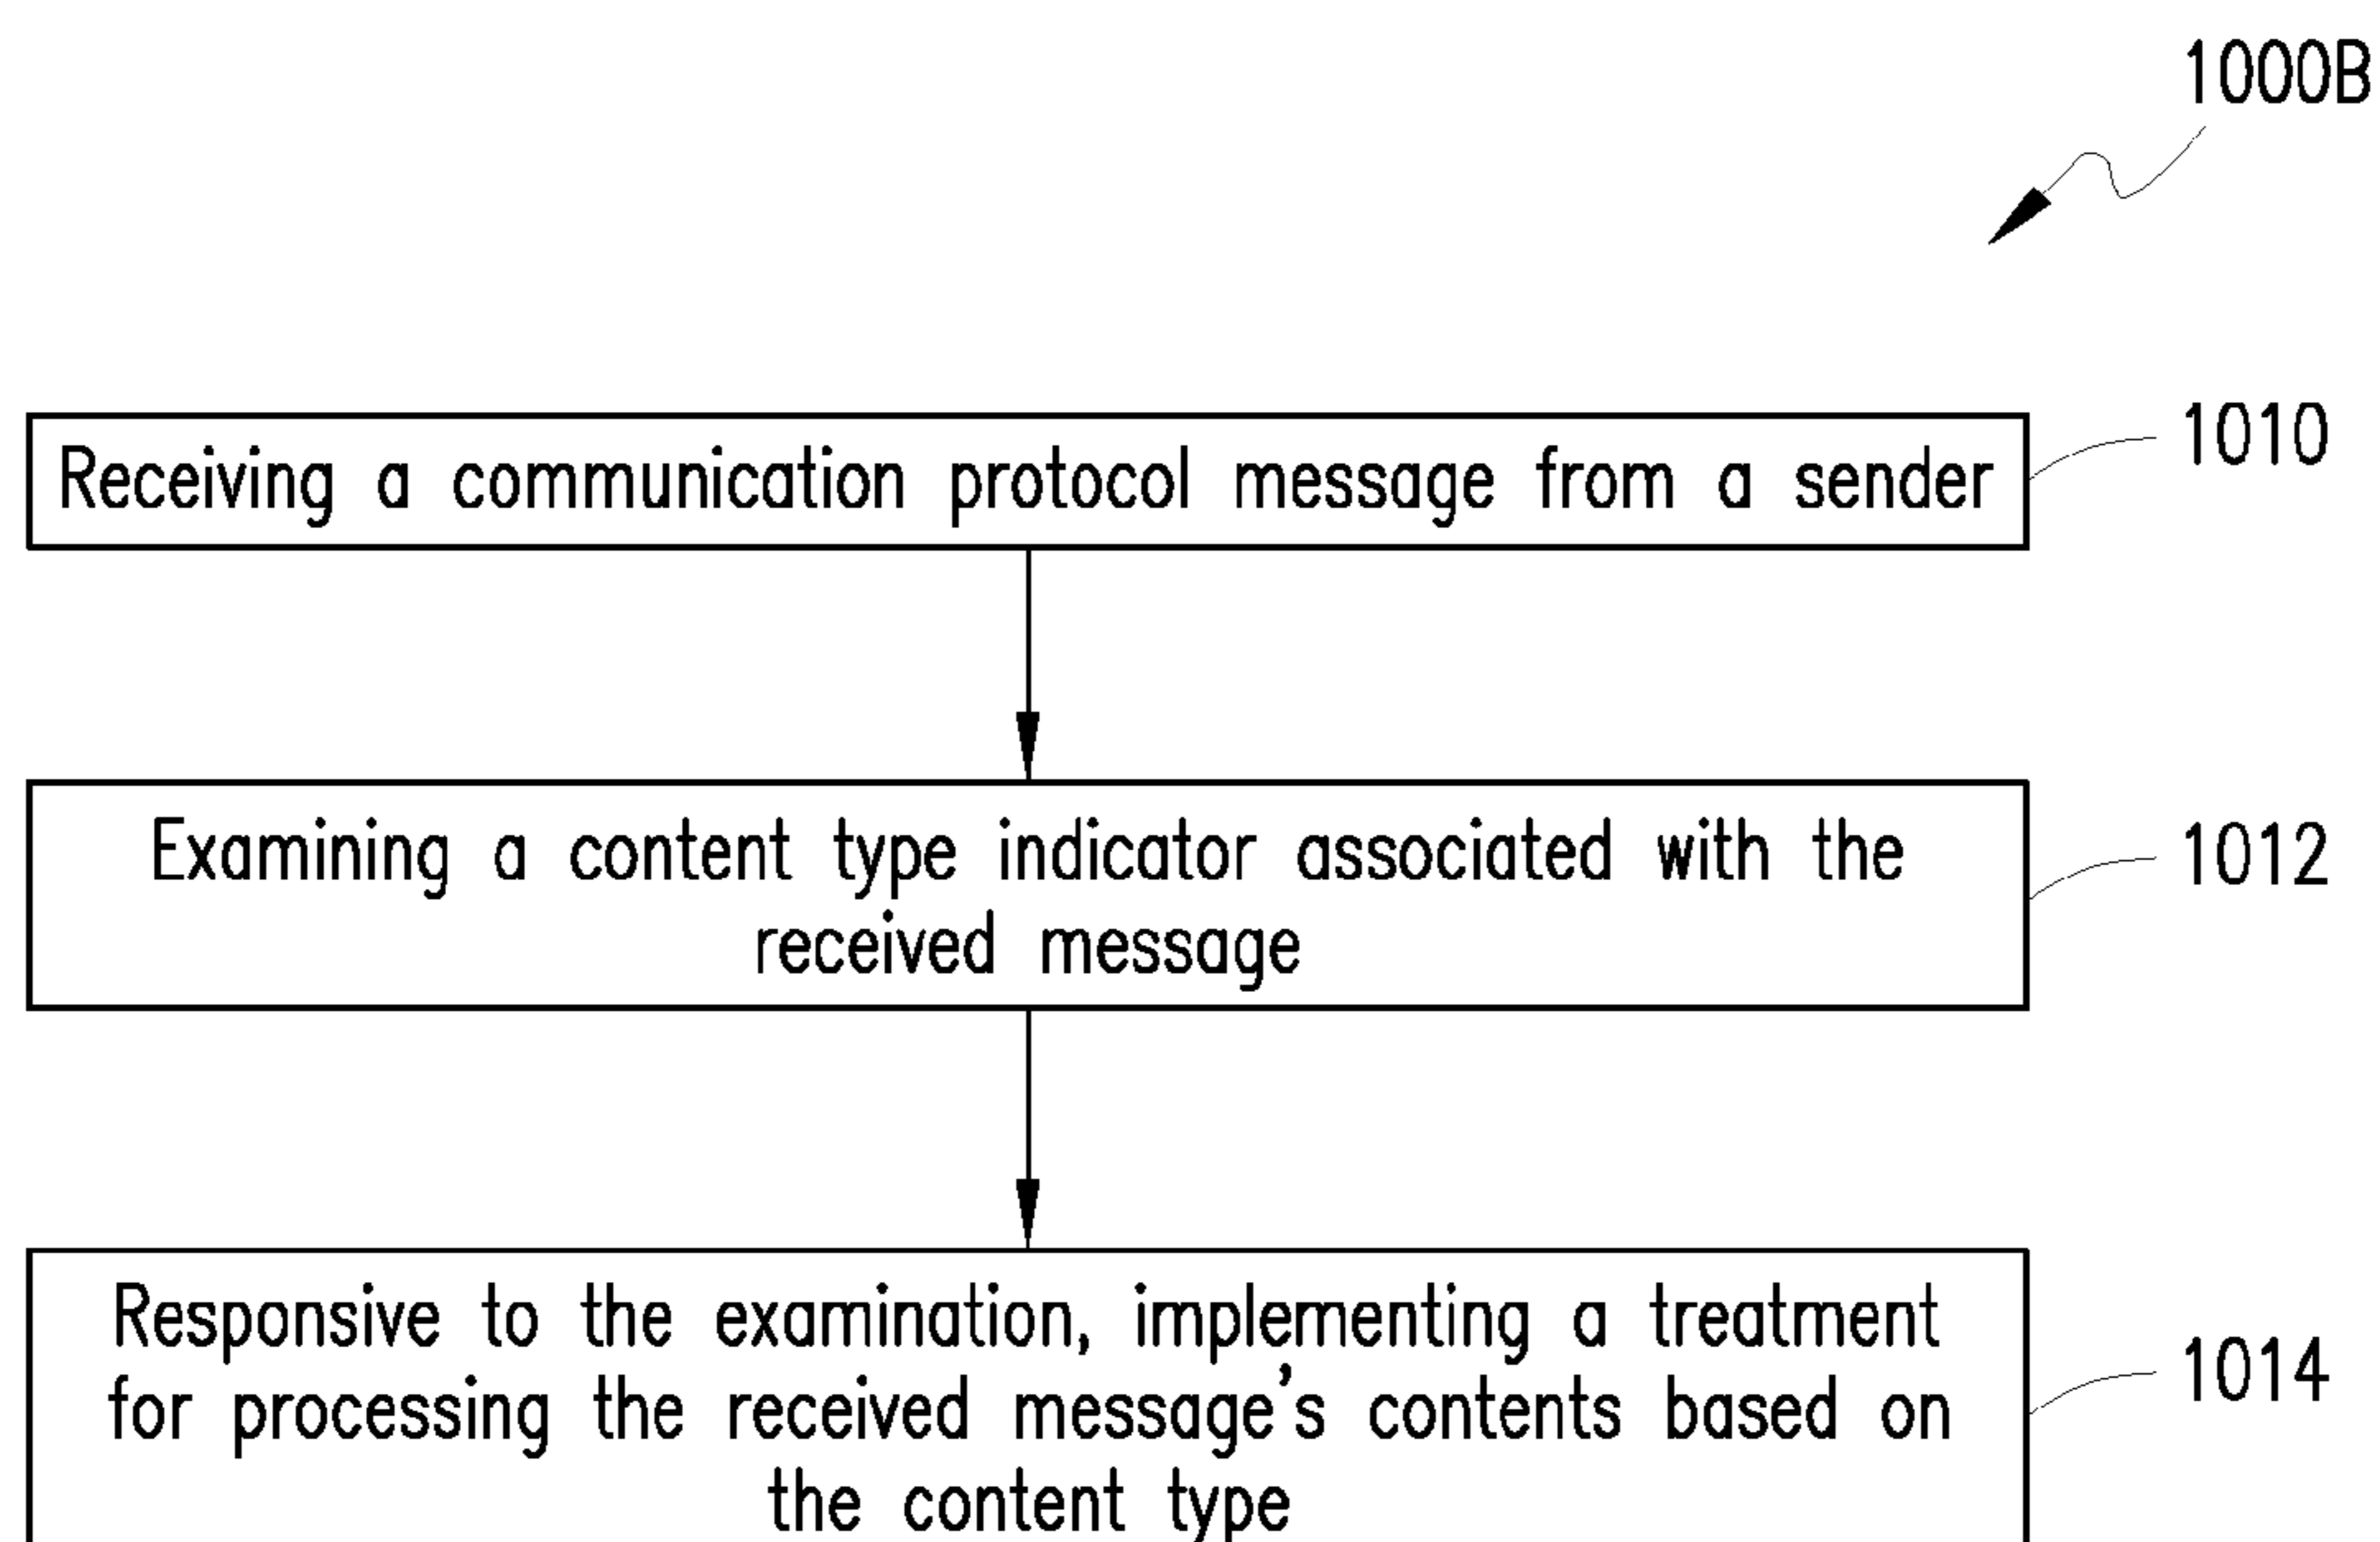 1000B
Receiving a communication protocol message from a sender
1010
Examining a content type indicator associated with the
received message
1012
Responsive to the examination, implementing a treatment
for processing the received message's contents based on
the content type
1014